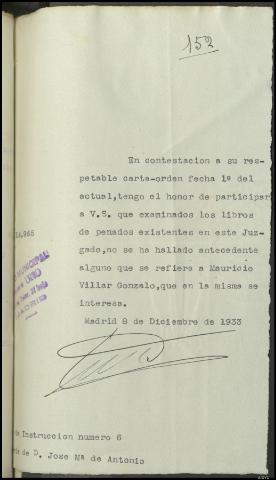 152
En contestacion a su res-
petable carta-orden fecha 1º del
actual,tengo el honor de participar
a V.S. que examinados los libros
de penados existentes en este Juz-
gado,no se ha hallado antecedente
alguno que se refiera a Mauricio
Villar Gonzalo,que en la misma se
interesa.
Madrid 8 de Diciembre de 1933
MUNICIPAL
MADRID
de Instruccion numero 6
de D. Jose Mª de Antonio